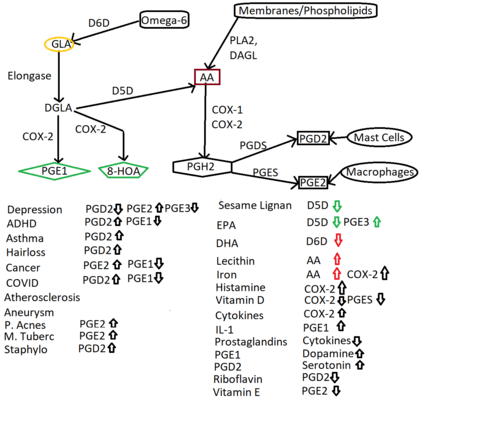 Omega-6
Membranes/Phospholipids
D6D
GLA
PLA2,
DAGL
Elongase
AA
D5D
DGLA
COX-1
COX-2
COX-2
COX-2
PGDS
PGD2
Mast Cells
PGE1
8-HOA
PGH2
PGES
PGE2
Macrophages
Depression PGD2 PGE2 PGE3
ADHD PGD2 PGE1
Asthma PGD2
Hairloss PGD2
Cancer PGE2 PGE1
COVID PGD2 PGE1
Atherosclerosis
Aneurysm
P. Acnes PGE2
M. Tuberc PGE2
Staphylo PGD2
Sesame Lignan D5D
EPA D5D PGE3
DHA D6D
Lecithin AA
Iron AA COX-2
Histamine COX-2
Vitamin D COX-2 PGES
Cytokines COX-2
IL-1 PGE1
Prostaglandins Cytokines
PGE1 Dopamine
PGD2 Serotonin
Riboflavin PGD2
Vitamin E PGE2